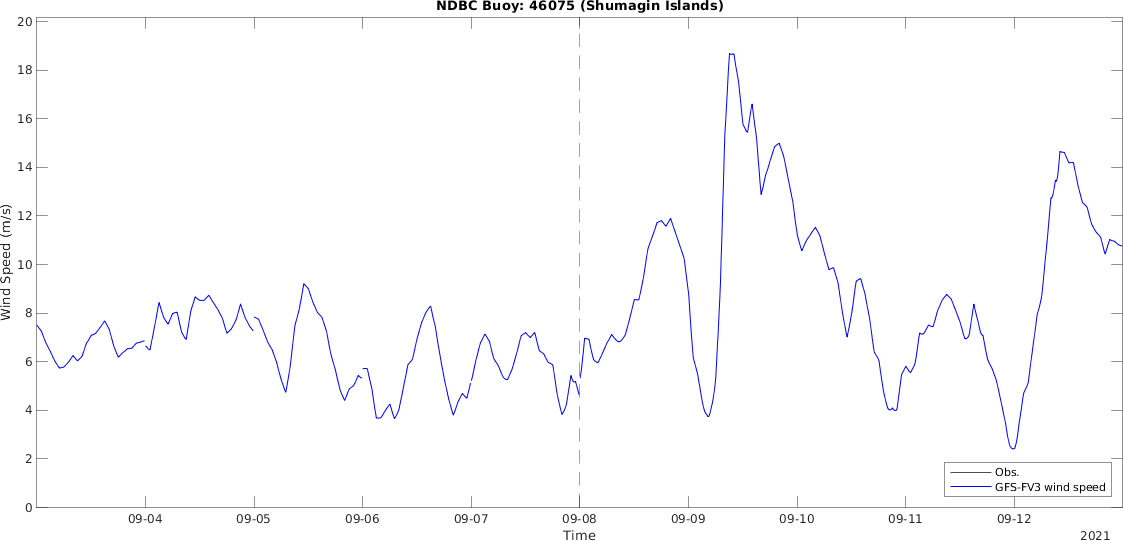 NDBC Buoy: 46075 (Shumagin Islands)
20
18
16
14
12
10
8
6
4
2
0
Wind Speed (m/s)
09-04 09-05 09-06 09-07 09-08 09-09 09-10 09-11 09-12
Time
2021
Obs.
GFS-FV3 wind speed